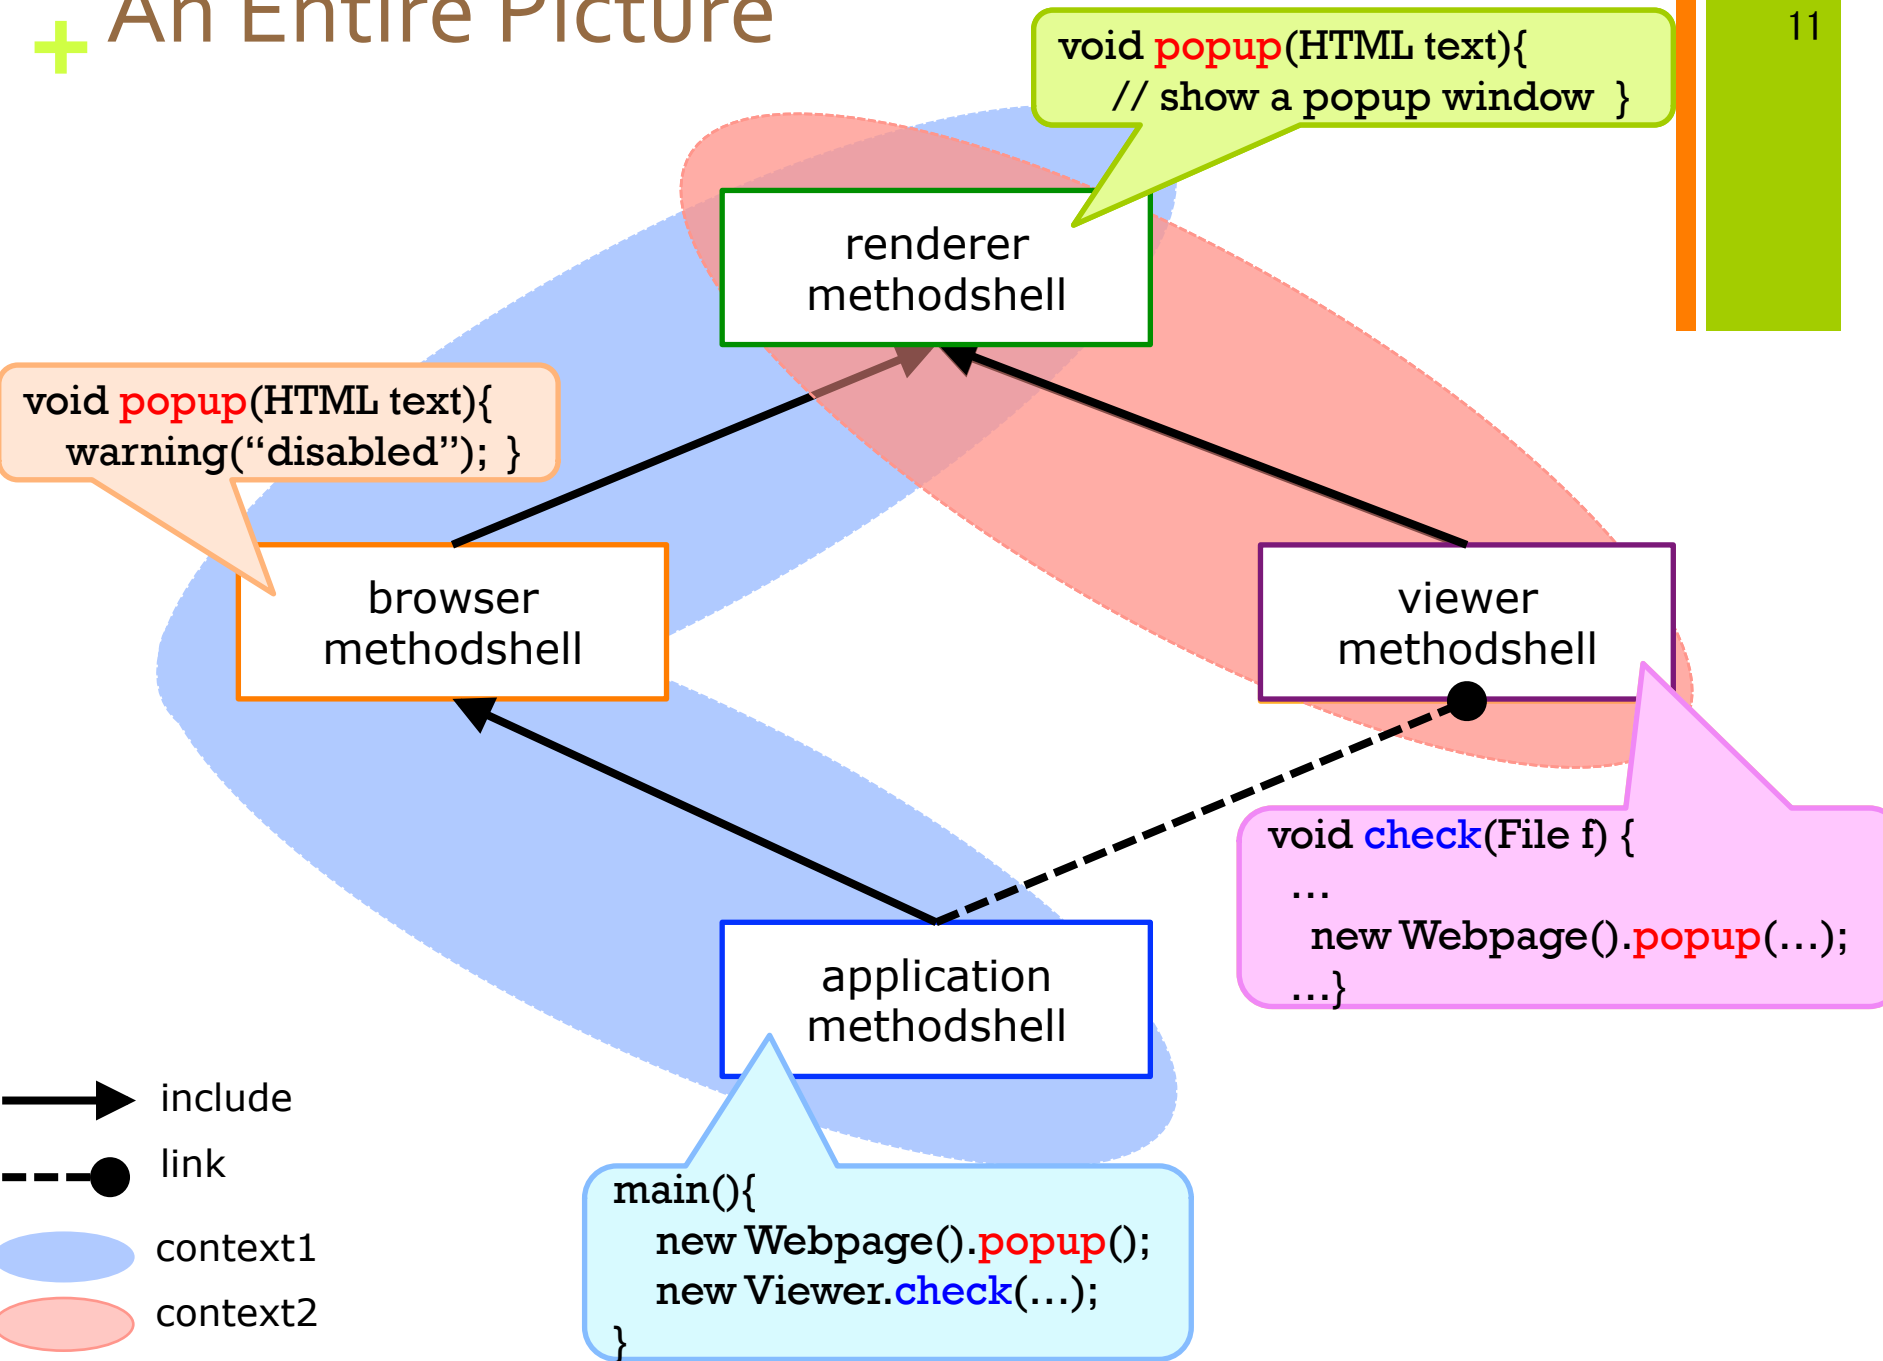 + An Entire Picture
11
void popup(HTML text){
// show a popup window }
renderer
methodshell
void popup(HTML text){
warning(“disabled”); }
browser
methodshell
viewer
methodshell
void check(File f) {
…
new Webpage().popup(…);
…}
application
methodshell
main(){
new Webpage().popup();
new Viewer.check(…);
}
include
link
context1
context2